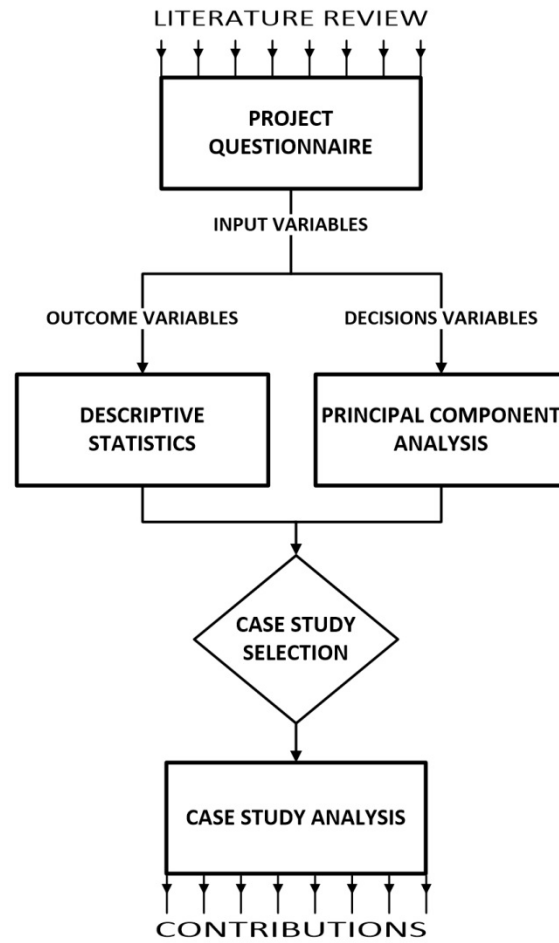 LITERATURE REVIEW
PROJECT
QUESTIONNAIRE
INPUT VARIABLES
OUTCOME VARIABLES
DECISIONS VARIABLES
DESCRIPTIVE
STATISTICS
PRINCIPAL COMPONENT
ANALYSIS
CASE STUDY
SELECTION
CASE STUDY ANALYSIS
CONTRIBUTIONS